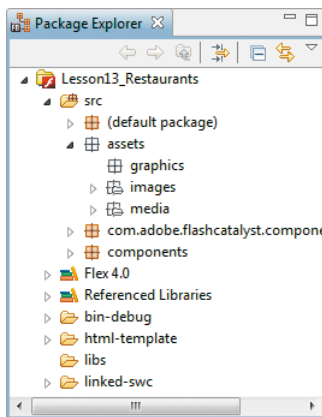 Package Explorer
Lesson13_Restaurants
src
(default package)
assets
graphics
images
media
com.adobe.flashcatalyst.compone
components
Flex 4.0
Referenced Libraries
bin-debug
html-template
libs
linked-swc